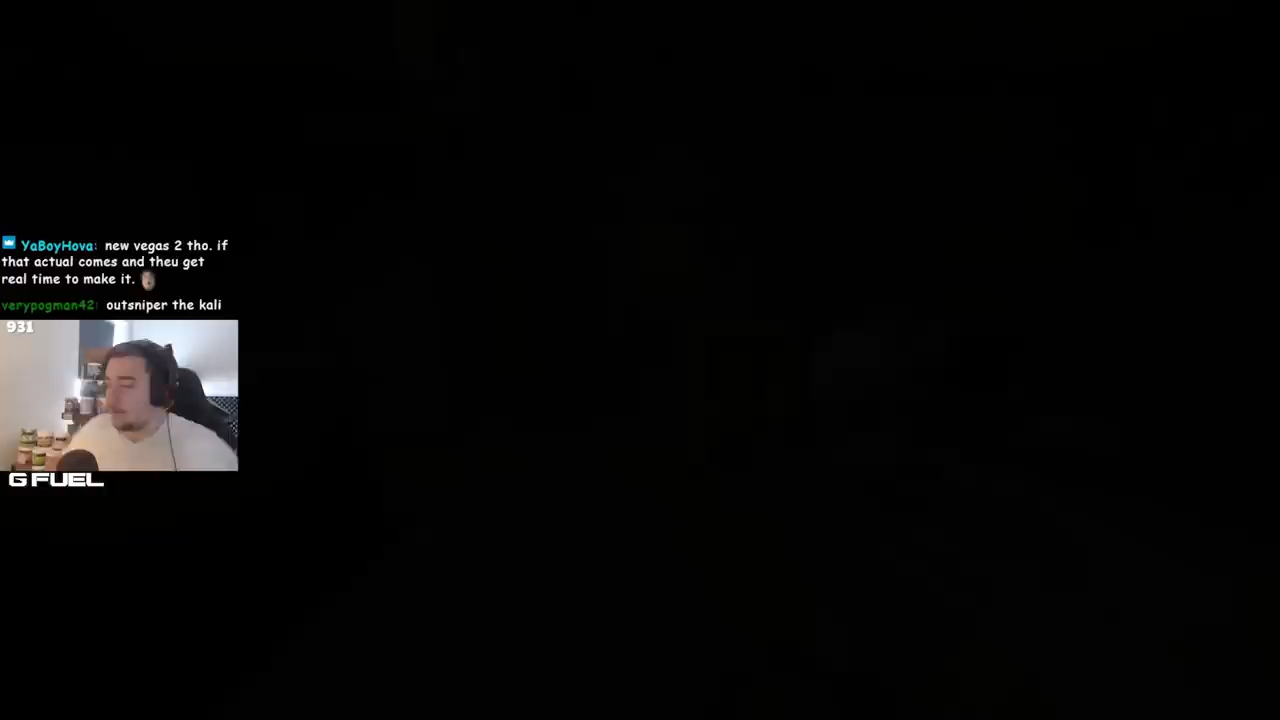 YaBoyHova: new vegas 2 tho. if
that actual comes and theu get
real time to make it.
verypogman42: outsniper the kali
931
G FUEL